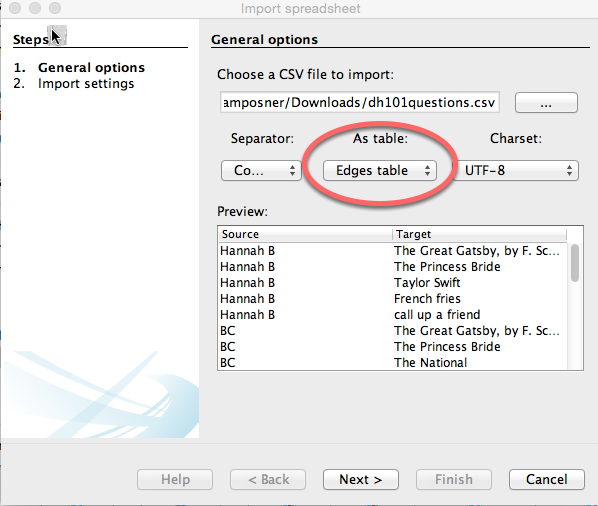 Import spreadsheet
Steps
1. General options
2. Import settings
General options
Choose a CSV file to import:
amposner/Downloads/dh101questions.csv
...
Separator: As table: Charset:
Co... Edges table UTF-8
Preview:
Source Target
Hannah B The Great Gatsby, by F. Sc...
Hannah B The Princess Bride
Hannah B Taylor Swift
Hannah B French fries
Hannah B call up a friend
BC The Great Gatsby, by F. Sc...
BC The Princess Bride
BC The National
Help < Back Next > Finish Cancel